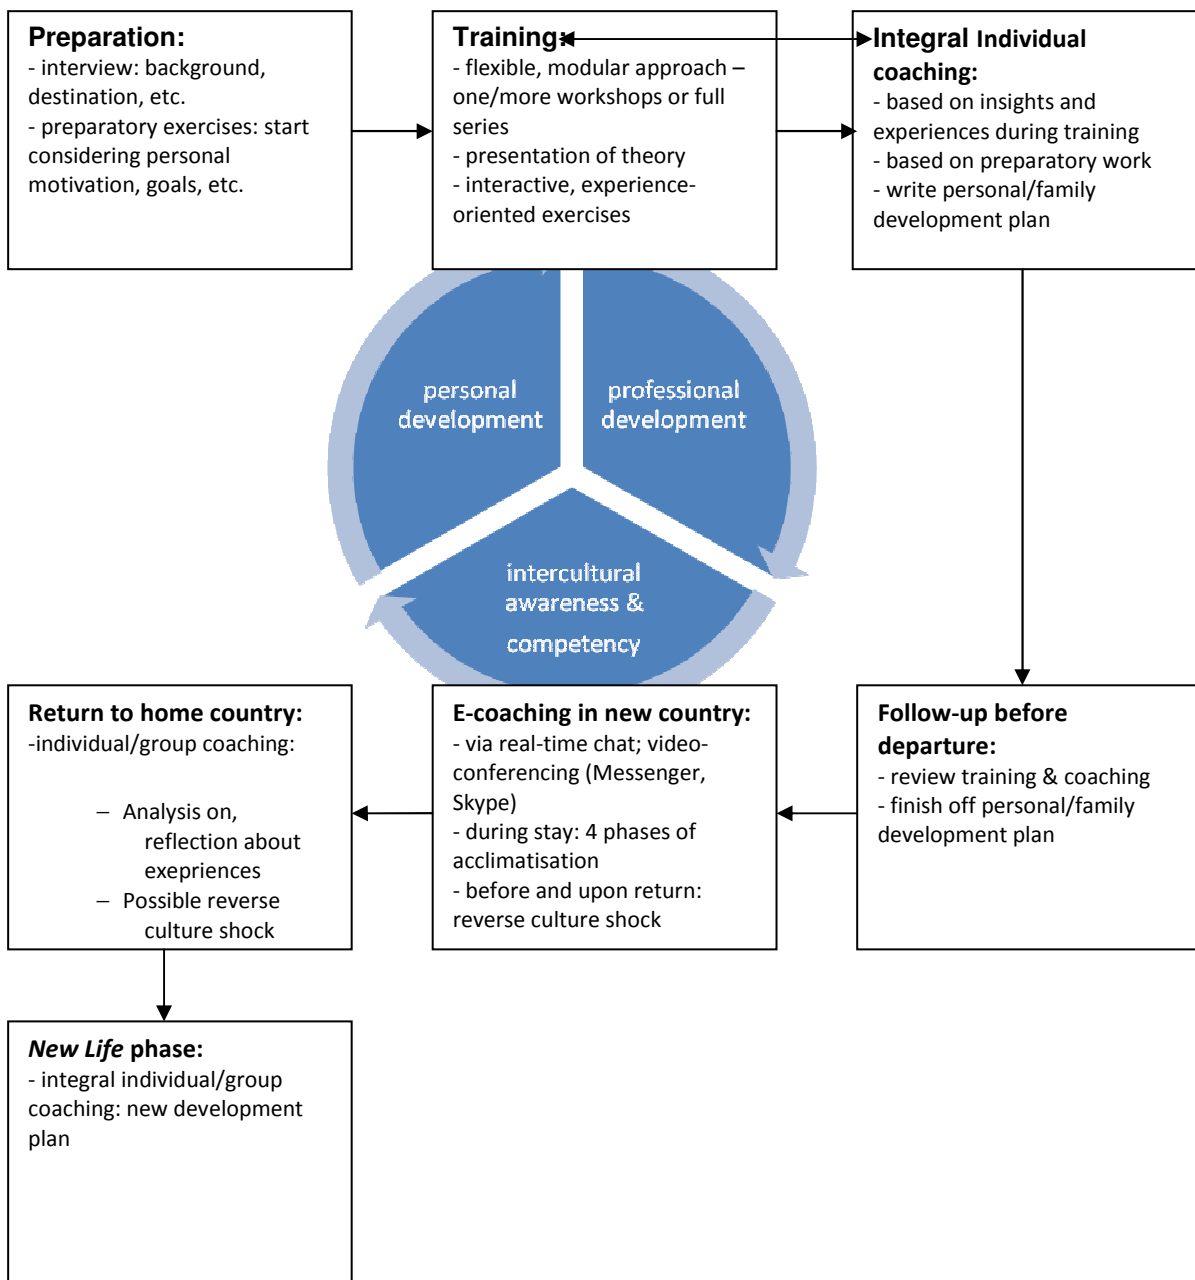 Preparation:
- interview: background,
destination, etc.
- preparatory exercises: start
considering personal
motivation, goals, etc.
Training:
- flexible, modular approach –
one/more workshops or full
series
- presentation of theory
- interactive, experience-
oriented exercises
Integral Individual
coaching:
- based on insights and
experiences during training
- based on preparatory work
- write personal/family
development plan
personal
development
professional
development
intercultural
awareness &
competency
Return to home country:
-individual/group coaching:
– Analysis on,
reflection about
exepriences
– Possible reverse
culture shock
E-coaching in new country:
- via real-time chat; video-
conferencing (Messenger,
Skype)
- during stay: 4 phases of
acclimatisation
- before and upon return:
reverse culture shock
Follow-up before
departure:
- review training & coaching
- finish off personal/family
development plan
New Life phase:
- integral individual/group
coaching: new development
plan